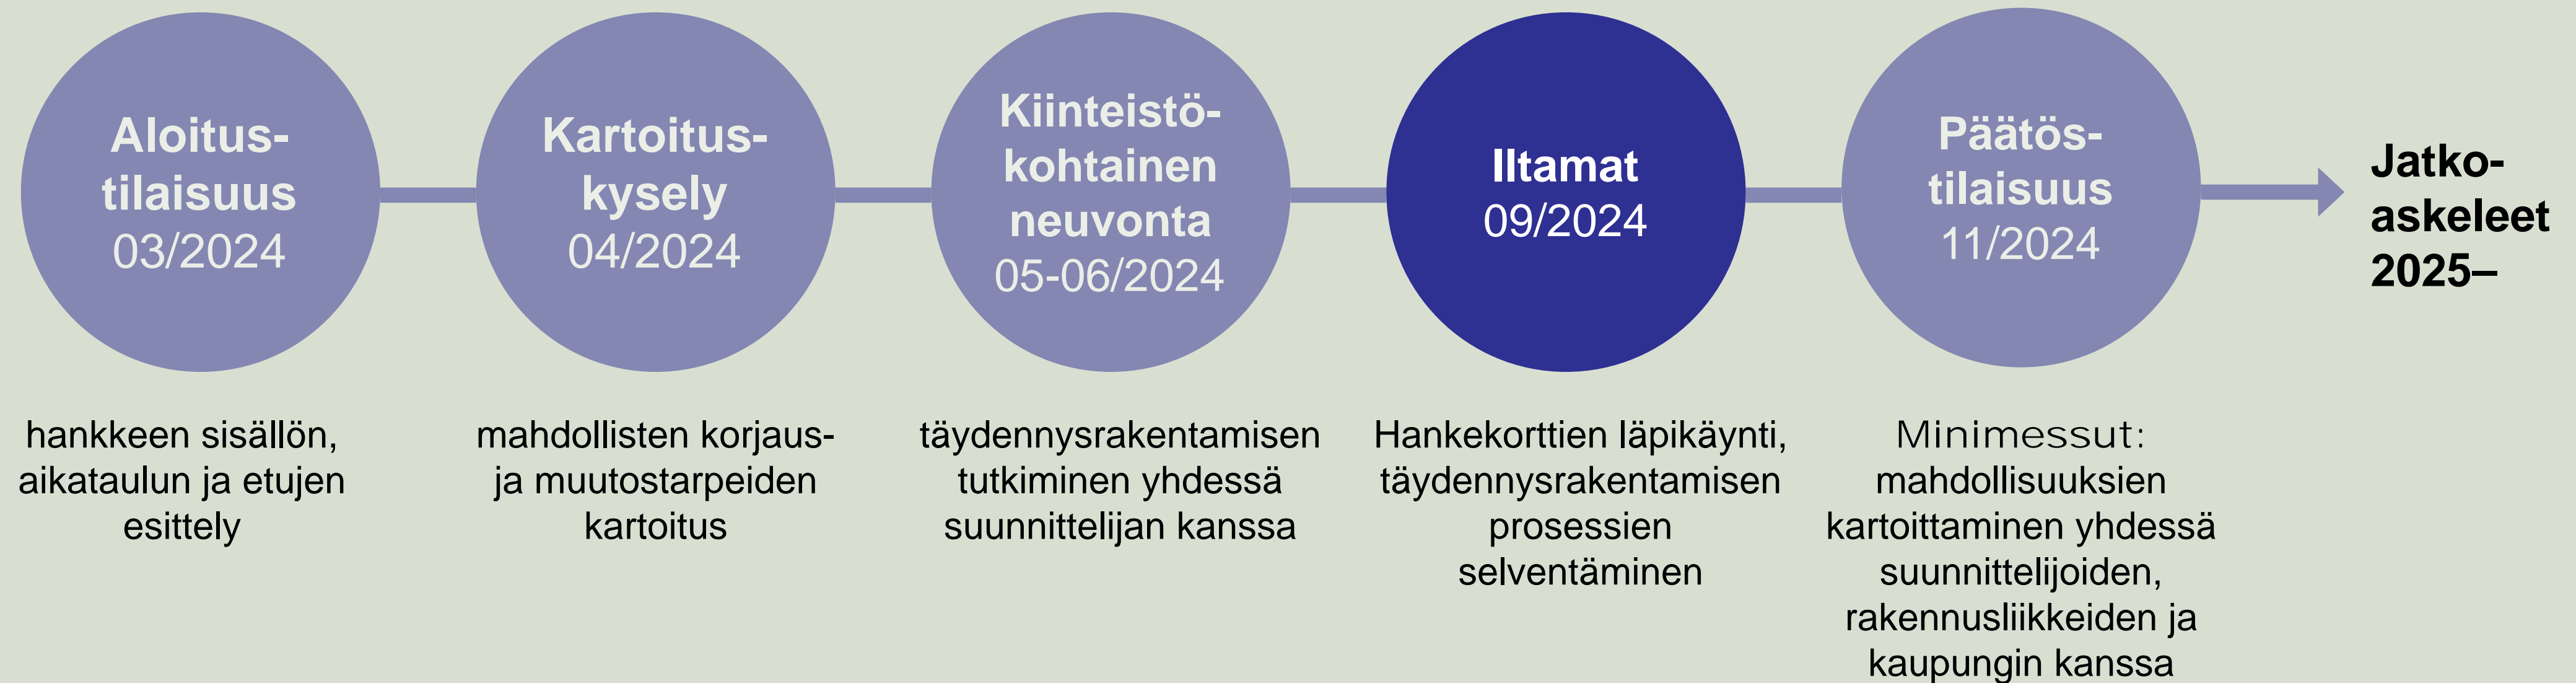 Aloitus-
tilaisuus
03/2024
Kartoitus-
kysely
04/2024
Kiinteistö-
kohtainen
neuvonta
05-06/2024
Iltamat
09/2024
Päätös-
tilaisuus
11/2024
Jatko-
askeleet
2025–
hankkeen sisällön,
aikataulun ja etujen
esittely
mahdollisten korjaus-
ja muutostarpeiden
kartoitus
täydennysrakentamisen
tutkiminen yhdessä
suunnittelijan kanssa
Hankekorttien läpikäynti,
täydennysrakentamisen
prosessien
selventäminen
Minimessut:
mahdollisuuksien
kartoittaminen yhdessä
suunnittelijoiden,
rakennusliikkeiden ja
kaupungin kanssa